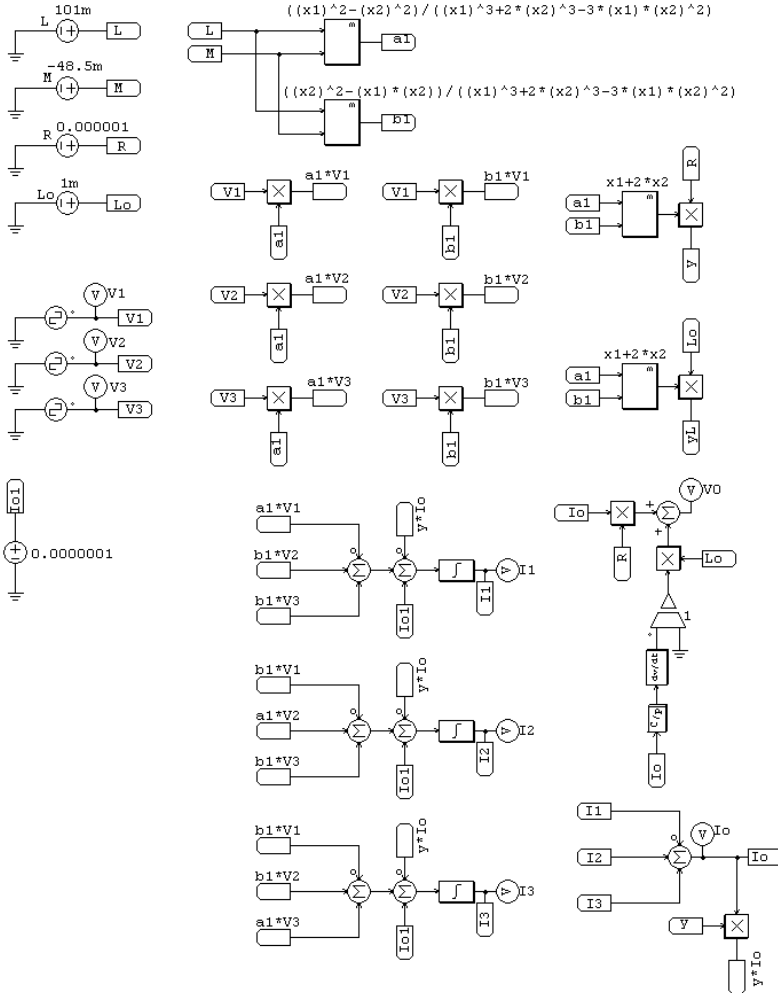 101m
L
L
-48.5m
M
M
0.000001
R
R
1m
Lo
Lo
((x1)^2-(x2)^2)/((x1)^3+2*(x2)^3-3*(x1)*(x2)^2)
L
M
m
a1
((x2)^2-(x1)*(x2))/((x1)^3+2*(x2)^3-3*(x1)*(x2)^2)
m
b1
V1
a1*V1
a1
V1
b1*V1
b1
V2
a1*V2
a1
V2
b1*V2
b1
V3
a1*V3
a1
V3
b1*V3
b1
R
x1+2*x2
a1
b1
m
y
Lo
x1+2*x2
a1
b1
m
yL
V V1
V1
V V2
V2
V V3
V3
Io1
0.0000001
a1*V1
b1*V2
b1*V3
y*Io
Σ
Σ
Io1
∫
I1
V
I1
b1*V1
a1*V2
b1*V3
y*Io
Σ
Σ
Io1
∫
I2
V
I2
b1*V1
b1*V2
a1*V3
y*Io
Σ
Σ
Io1
∫
I3
V
I3
Io
R
+
+
Σ
V VO
Lo
1
dv/dt
C/p
Io
I1
I2
I3
Σ
V Io
Io
y
y*Io